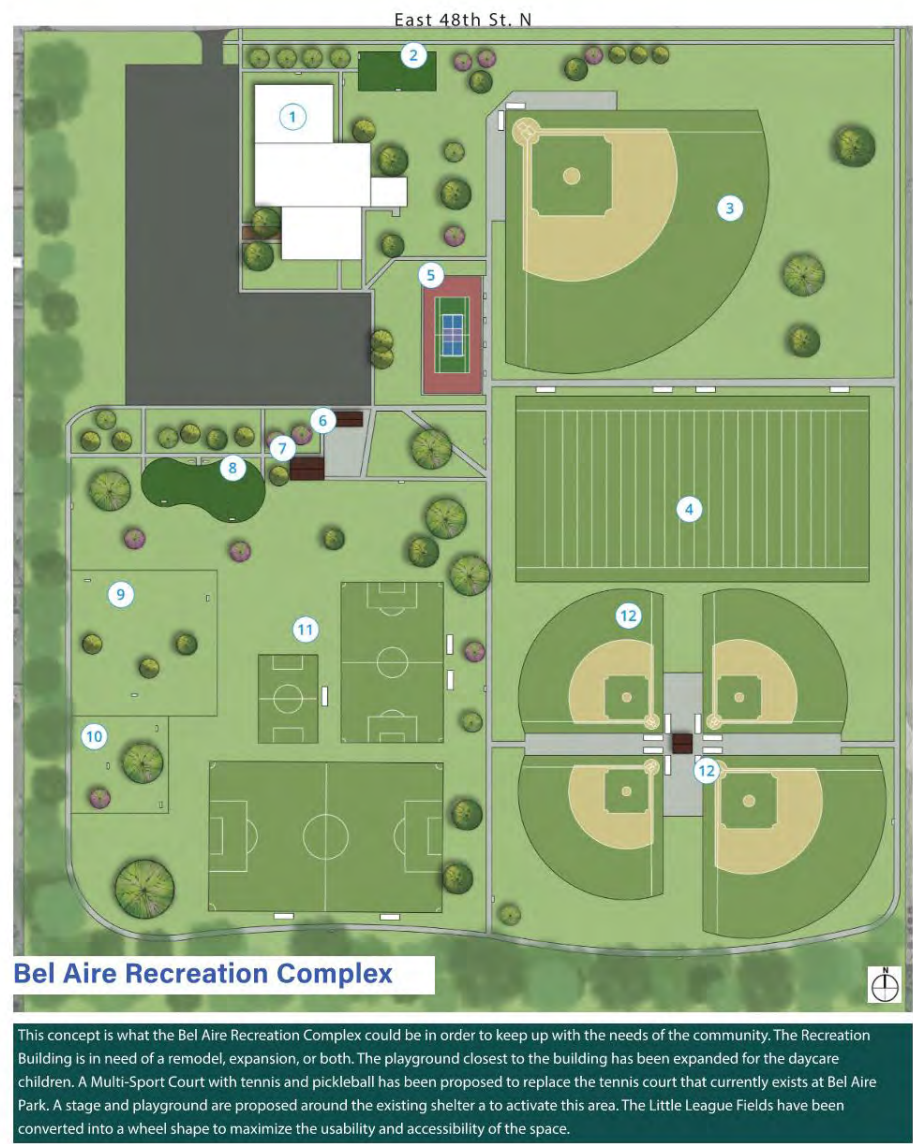 East 48th St. N
2
1
3
5
6
7
8
4
9
12
11
10
12
Bel Aire Recreation Complex
N
This concept is what the Bel Aire Recreation Complex could be in order to keep up with the needs of the community. The Recreation
Building is in need of a remodel, expansion, or both. The playground closest to the building has been expanded for the daycare
children. A Multi-Sport Court with tennis and pickleball has been proposed to replace the tennis court that currently exists at Bel Aire
Park. A stage and playground are proposed around the existing shelter a to activate this area. The Little League Fields have been
converted into a wheel shape to maximize the usability and accessibility of the space.